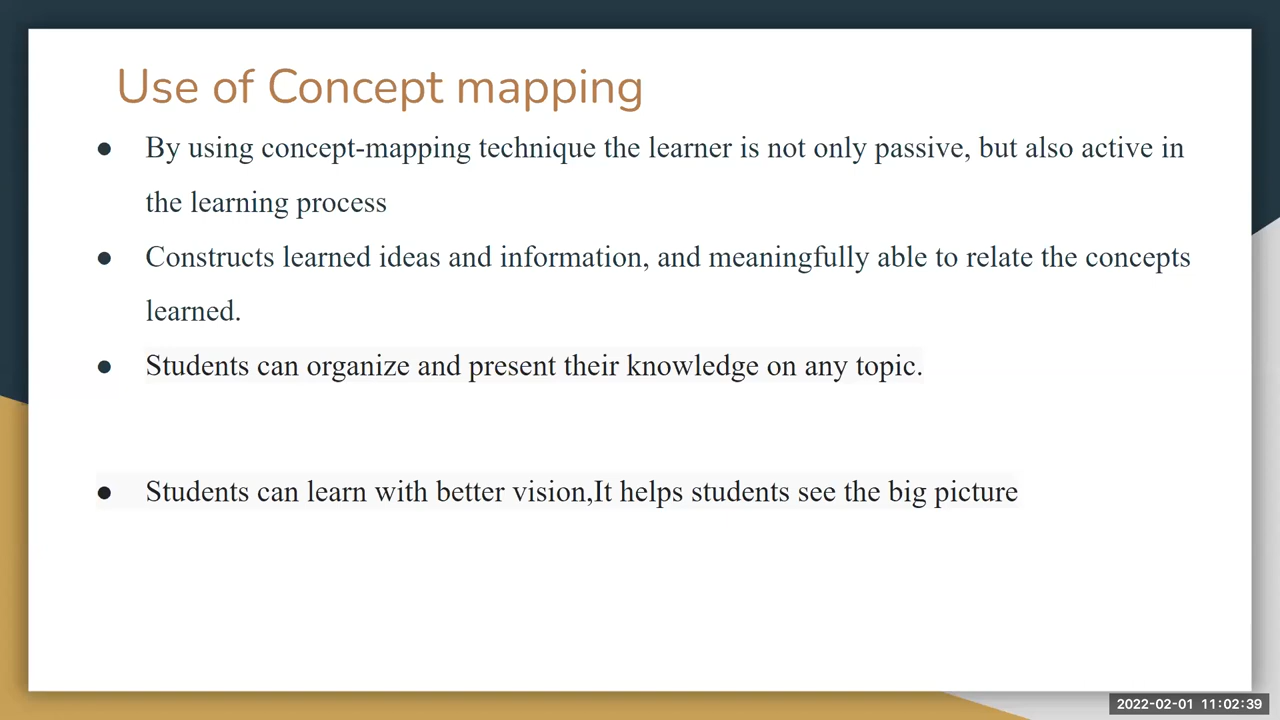 Use of Concept mapping
● By using concept-mapping technique the learner is not only passive, but also active in
the learning process
● Constructs learned ideas and information, and meaningfully able to relate the concepts
learned.
● Students can organize and present their knowledge on any topic.
● Students can learn with better vision,It helps students see the big picture
2022-02-01 11:02:39